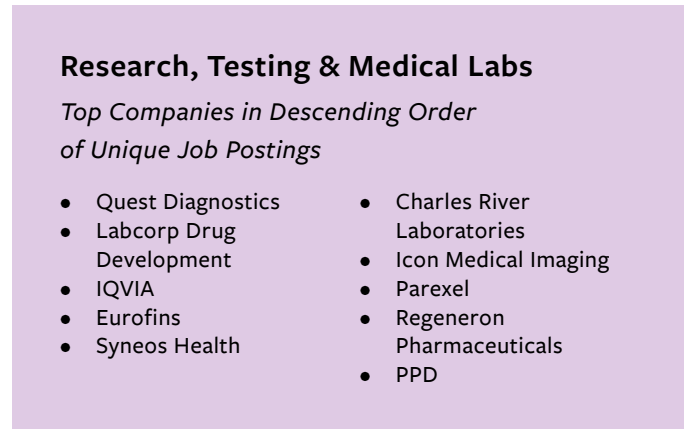 Research, Testing & Medical Labs
Top Companies in Descending Order
of Unique Job Postings
• Quest Diagnostics
• Labcorp Drug
Development
• IQVIA
• Eurofins
• Syneos Health
• Charles River
Laboratories
• Icon Medical Imaging
• Parexel
• Regeneron
Pharmaceuticals
• PPD